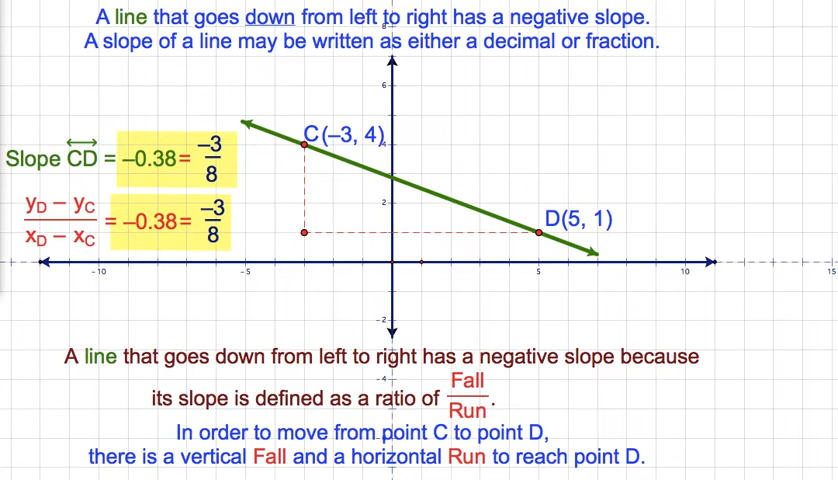 A line that goes down from left to right has a negative slope.
A slope of a line may be written as either a decimal or fraction.
8
6
C(–3, 4)
4
Slope CD = –0.38 = –3/8
2
yD – yC / xD – xC = –0.38 = –3/8
D(5, 1)
-10 -5 5 10 15
-2
A line that goes down from left to right has a negative slope because
-4
its slope is defined as a ratio of Fall/Run.
In order to move from point C to point D,
there is a vertical Fall and a horizontal Run to reach point D.